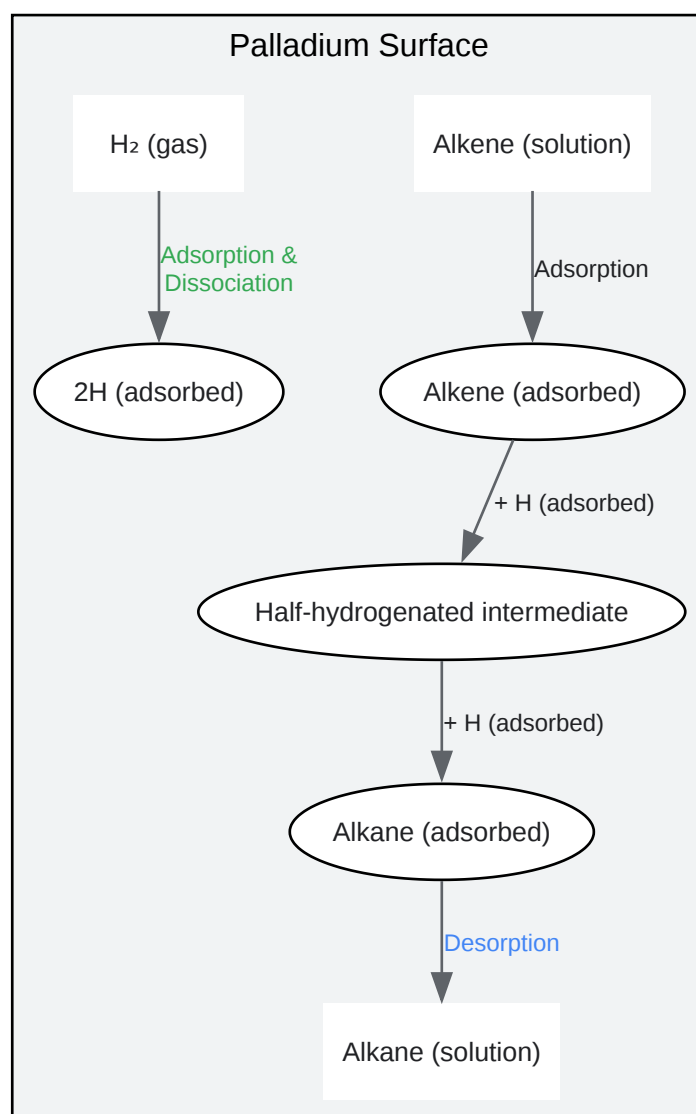 Palladium Surface
H₂ (gas)
Alkene (solution)
Adsorption &
Dissociation
Adsorption
2H (adsorbed)
Alkene (adsorbed)
+ H (adsorbed)
Half-hydrogenated intermediate
+ H (adsorbed)
Alkane (adsorbed)
Desorption
Alkane (solution)